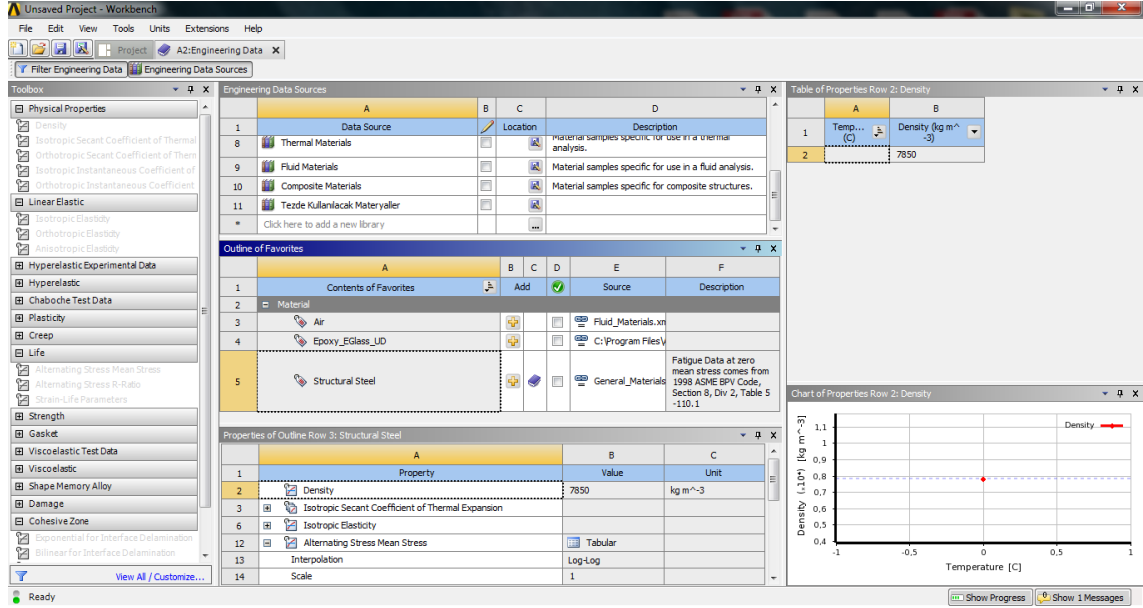 Unsaved Project - Workbench
File Edit View Tools Units Extensions Help
Project A2:Engineering Data X
Filter Engineering Data Engineering Data Sources
Toolbox
Physical Properties
Density
Isotropic Secant Coefficient of Thermal
Orthotropic Secant Coefficient of Therm
Isotropic Instantaneous Coefficient of
Orthotropic Instantaneous Coefficient
Linear Elastic
Isotropic Elasticity
Orthotropic Elasticity
Anisotropic Elasticity
Hyperelastic Experimental Data
Hyperelastic
Chaboche Test Data
Plasticity
Creep
Life
Alternating Stress Mean Stress
Alternating Stress R-Ratio
Strain-Life Parameters
Strength
Gasket
Viscoelastic Test Data
Viscoelastic
Shape Memory Alloy
Damage
Cohesive Zone
Exponential for Interface Delamination
Bilinear for Interface Delamination
View All / Customize...
Engineering Data Sources
A B C D
1 Data Source Location Description
8 Thermal Materials Material samples specific for use in a thermal
analysis.
9 Fluid Materials Material samples specific for use in a fluid analysis.
10 Composite Materials Material samples specific for composite structures.
11 Tezde Kullanılacak Materyaller
* Click here to add a new library ...
Outline of Favorites
A B C D E F
1 Contents of Favorites Add Source Description
2 Material
3 Air Fluid_Materials.xm
4 Epoxy_EGlass_UD C:\Program Files\
5 Structural Steel General_Materials
Fatigue Data at zero
mean stress comes from
1998 ASME BPV Code,
Section 8, Div 2, Table 5
-110.1
Properties of Outline Row 3: Structural Steel
A B C
1 Property Value Unit
2 Density 7850 kg m^-3
3 Isotropic Secant Coefficient of Thermal Expansion
6 Isotropic Elasticity
12 Alternating Stress Mean Stress Tabular
13 Interpolation Log-Log
14 Scale 1
Table of Properties Row 2: Density
A B
1 Temp... (C) Density (kg m^-3)
2 7850
Chart of Properties Row 2: Density
Density
1,1
1
0,9
0,8
0,7
0,6
0,5
0,4
Density (.10⁴) [kg m^-3]
-1 -0,5 0 0,5 1
Temperature [C]
Ready
Show Progress Show 1 Messages